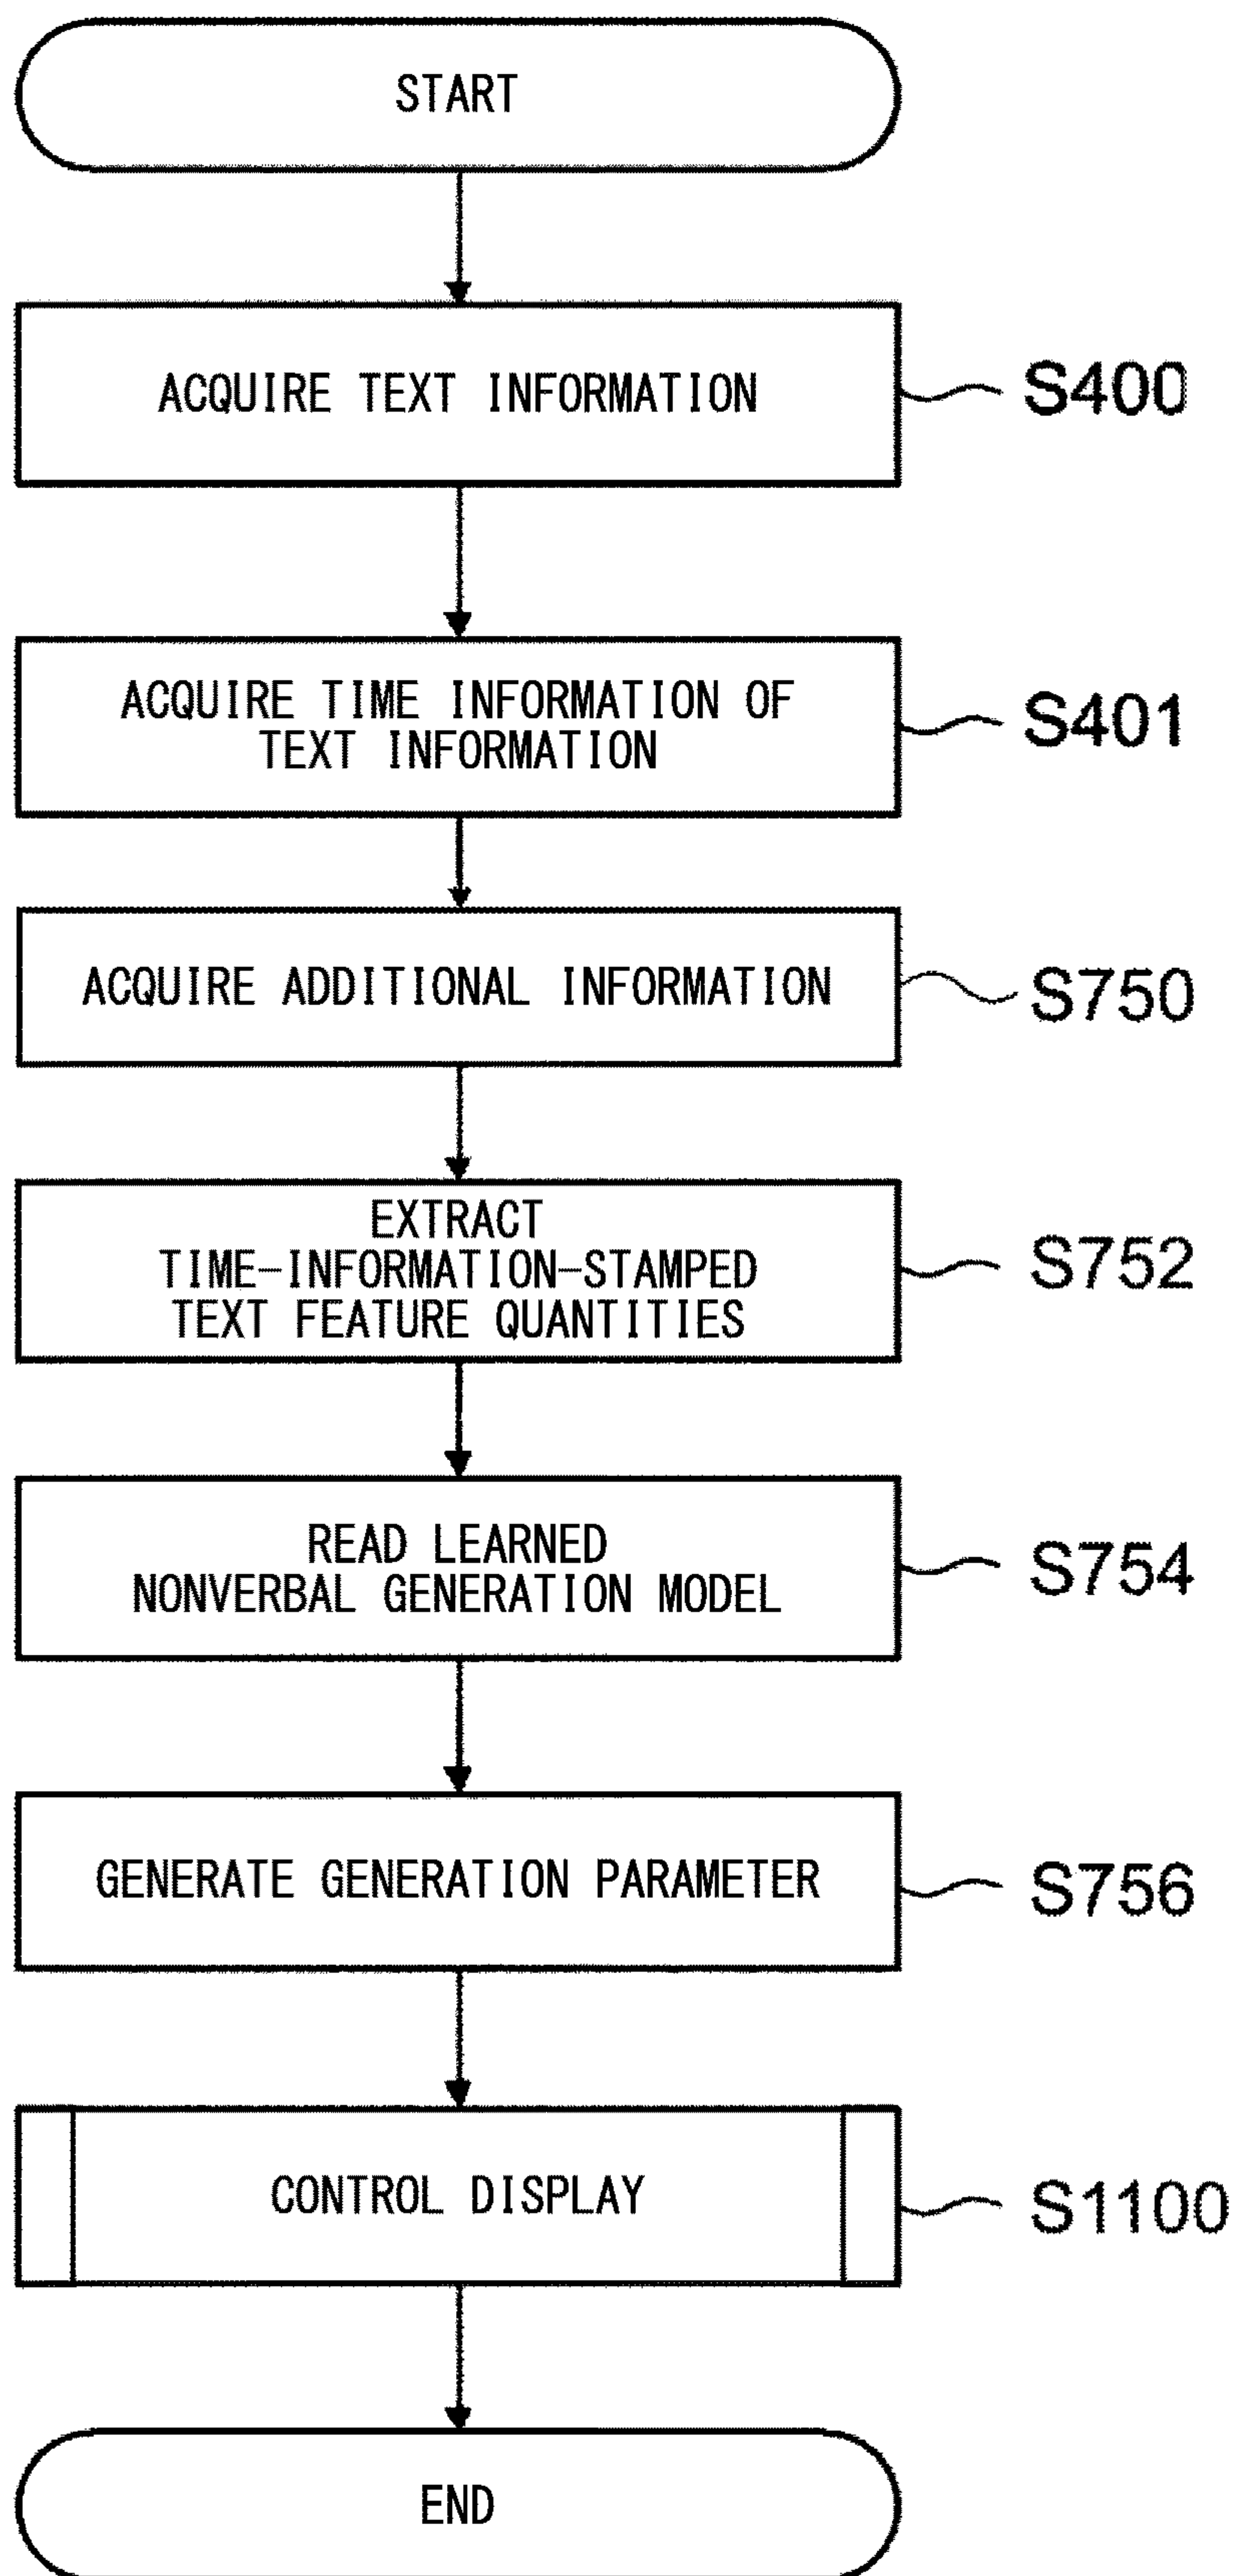 START
ACQUIRE TEXT INFORMATION
S400
ACQUIRE TIME INFORMATION OF
TEXT INFORMATION
S401
ACQUIRE ADDITIONAL INFORMATION
S750
EXTRACT
TIME-INFORMATION-STAMPED
TEXT FEATURE QUANTITIES
S752
READ LEARNED
NONVERBAL GENERATION MODEL
S754
GENERATE GENERATION PARAMETER
S756
CONTROL DISPLAY
S1100
END